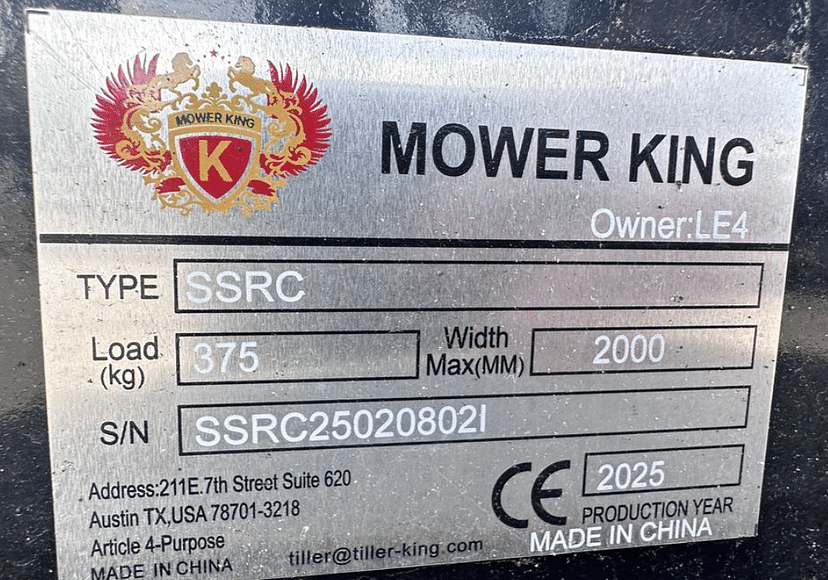 MOWER KING
K
MOWER KING
Owner:LE4
TYPE SSRC
Load (kg) 375
Width Max(MM) 2000
S/N SSRC25020802I
Address:211E.7th Street Suite 620
Austin TX,USA 78701-3218
Article 4-Purpose
MADE IN CHINA
tiller@tiller-king.com
CE
2025
PRODUCTION YEAR
MADE IN CHINA